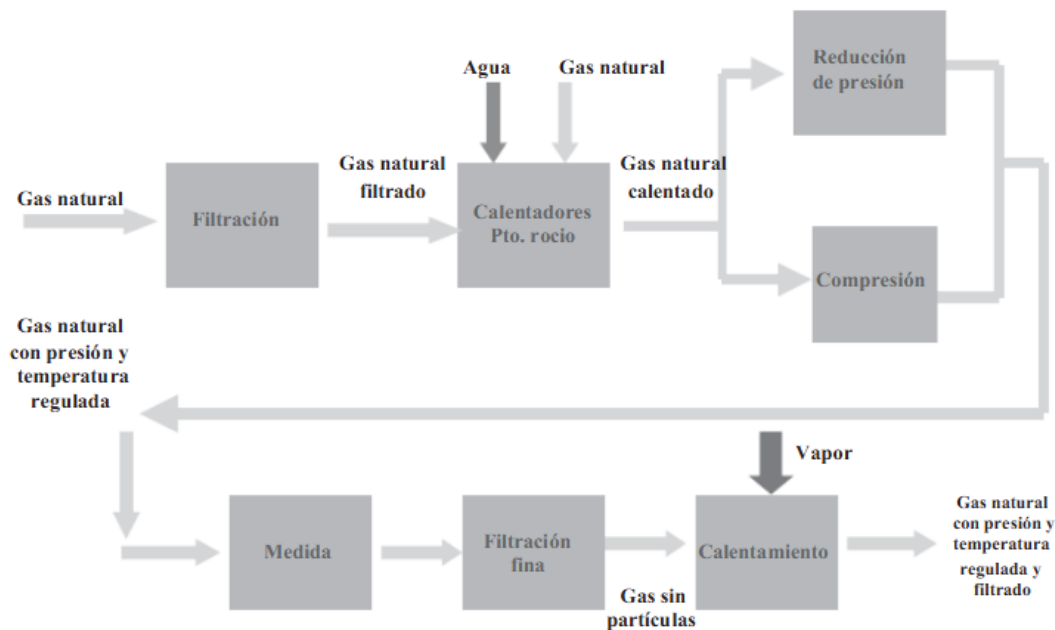 Gas natural
Filtración
Gas natural
filtrado
Agua
Gas natural
Calentadores
Pto. rocio
Gas natural
calentado
Reducción
de presión
Compresión
Gas natural
con presión y
temperatura
regulada
Medida
Filtración
fina
Gas sin
partículas
Vapor
Calentamiento
Gas natural
con presión y
temperatura
regulada y
filtrado